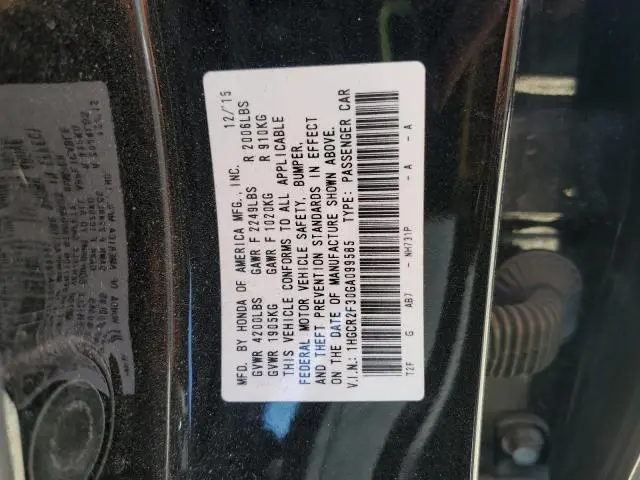 MFD. BY HONDA OF AMERICA MFG., INC. 12/15
GVWR 4200LBS GAWR F 2249LBS R 2006LBS
GVWR 1905KG GAWR F 1020KG R 910KG
THIS VEHICLE CONFORMS TO ALL APPLICABLE
FEDERAL MOTOR VEHICLE SAFETY, BUMPER,
AND THEFT PREVENTION STANDARDS IN EFFECT
ON THE DATE OF MANUFACTURE SHOWN ABOVE.
V.I.N.: 1HGCR2F30GA099585 TYPE: PASSENGER CAR
T2F G AB7 - NH731P - A - A